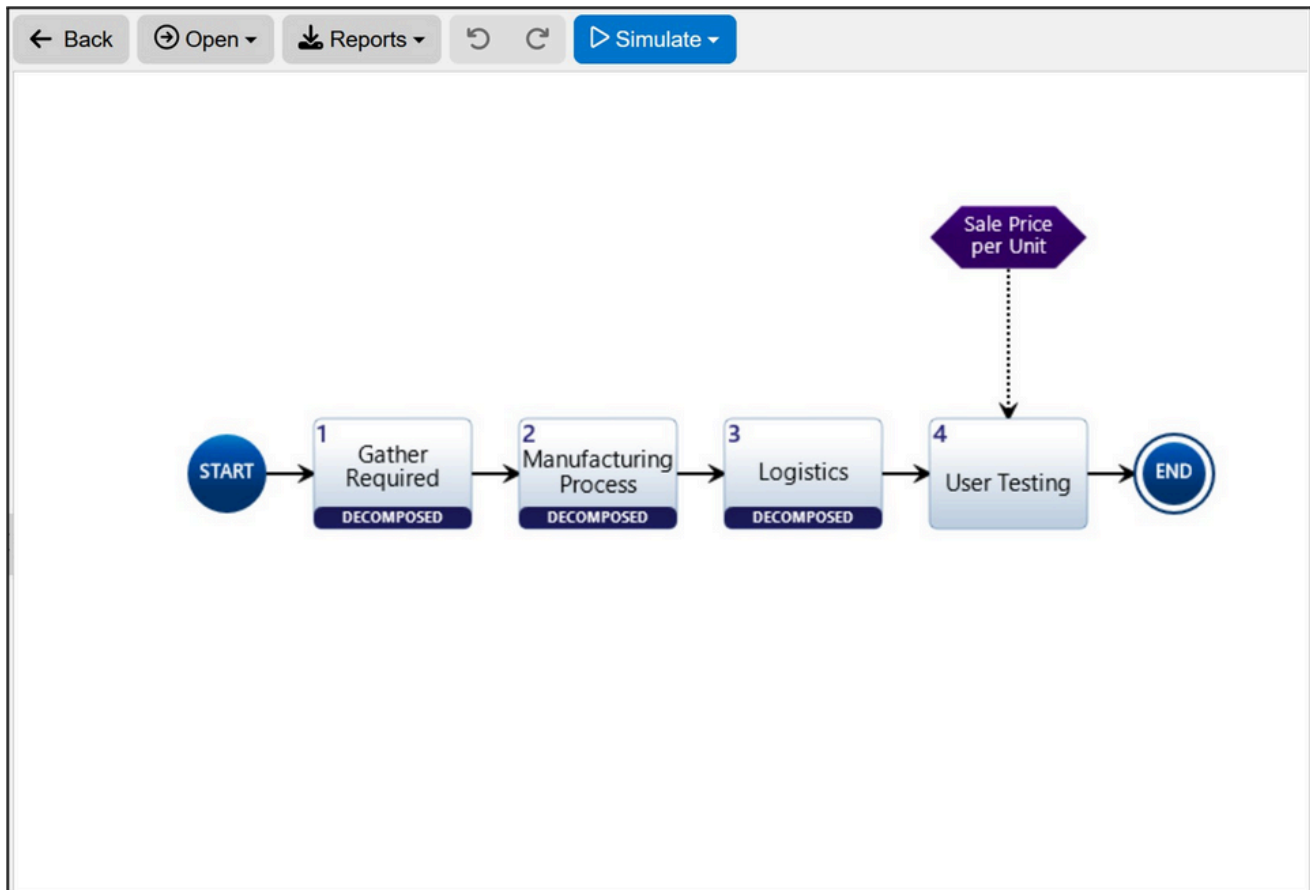 Back Open Reports Simulate
Sale Price
per Unit
START
1
Gather
Required
DECOMPOSED
2
Manufacturing
Process
DECOMPOSED
3
Logistics
DECOMPOSED
4
User Testing
END